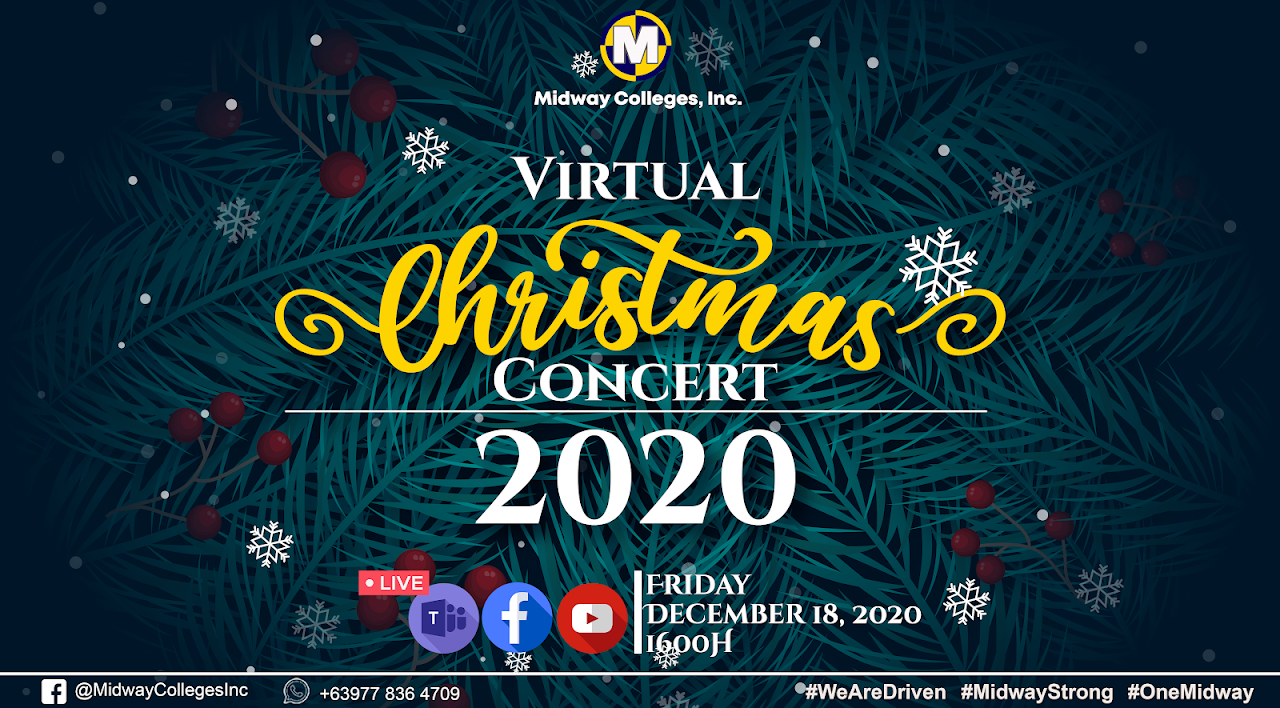 M
Midway Colleges, Inc.
Virtual
Christmas
Concert
2020
LIVE
T
Friday
December 18, 2020
1600H
@MidwayCollegesInc
+63977 836 4709
#WeAreDriven #MidwayStrong #OneMidway